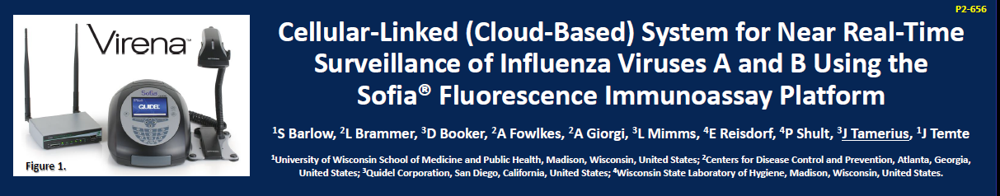 P2-656
Virena™
Sofia
QUIDEL
Figure 1.
Cellular-Linked (Cloud-Based) System for Near Real-Time
Surveillance of Influenza Viruses A and B Using the
Sofia® Fluorescence Immunoassay Platform
¹S Barlow, ²L Brammer, ³D Booker, ²A Fowlkes, ²A Giorgi, ³L Mimms, ⁴E Reisdorf, ⁴P Shult, ³J Tamerius, ¹J Temte
¹University of Wisconsin School of Medicine and Public Health, Madison, Wisconsin, United States; ²Centers for Disease Control and Prevention, Atlanta, Georgia,
United States; ³Quidel Corporation, San Diego, California, United States; ⁴Wisconsin State Laboratory of Hygiene, Madison, Wisconsin, United States.